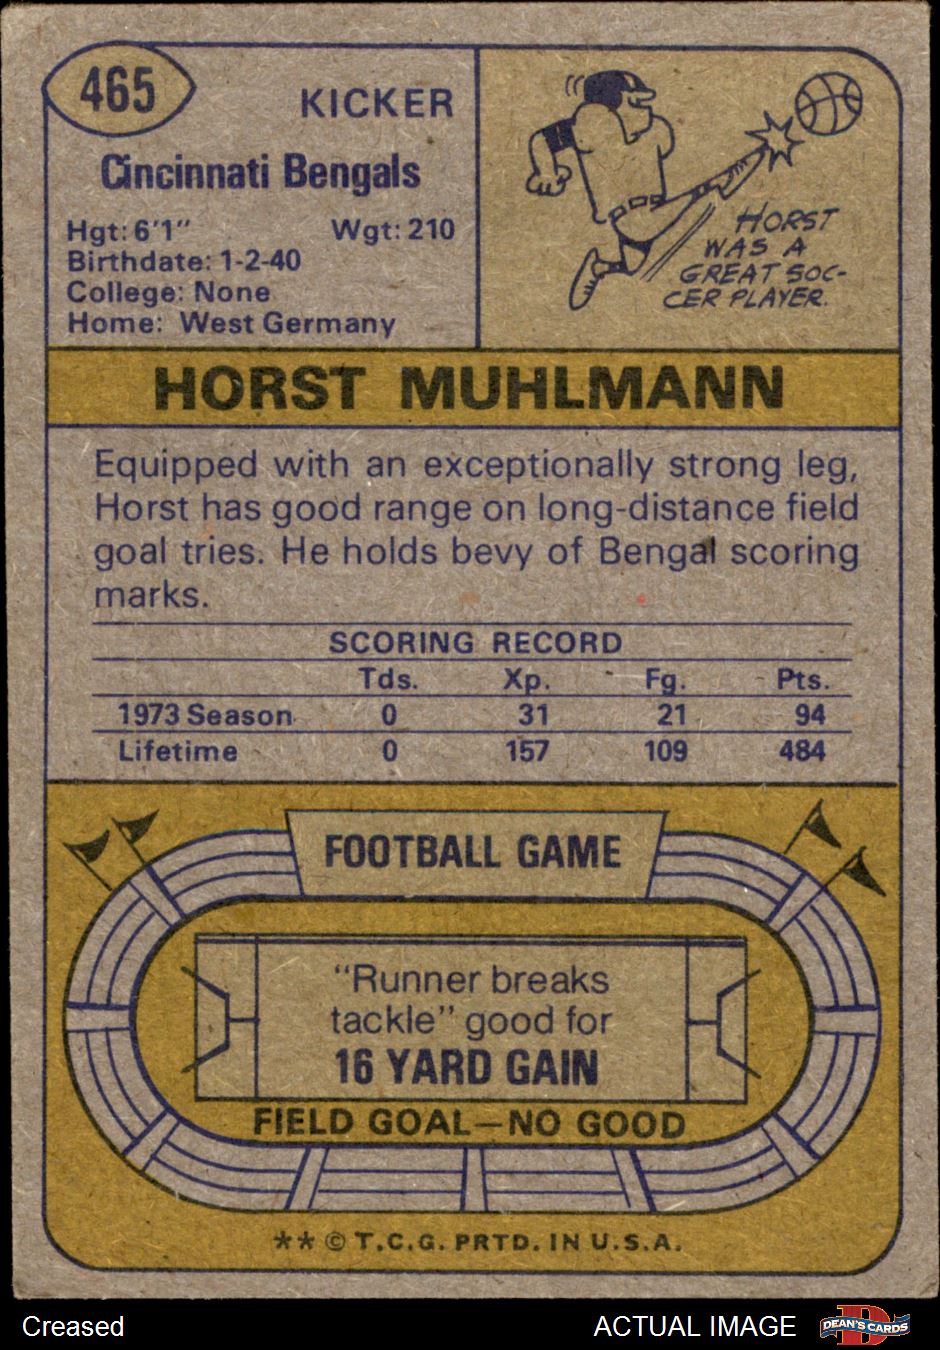 465
KICKER
Cincinnati Bengals
Hgt: 6'1" Wgt: 210
Birthdate: 1-2-40
College: None
Home: West Germany
HORST
WAS A
GREAT SOC-
CER PLAYER.
HORST MUHLMANN
Equipped with an exceptionally strong leg,
Horst has good range on long-distance field
goal tries. He holds bevy of Bengal scoring
marks.
SCORING RECORD
Tds. Xp. Fg. Pts.
1973 Season 0 31 21 94
Lifetime 0 157 109 484
FOOTBALL GAME
"Runner breaks
tackle" good for
16 YARD GAIN
FIELD GOAL—NO GOOD
** © T.C.G. PRTD. IN U.S.A.
Creased
ACTUAL IMAGE
D
DEAN'S CARDS